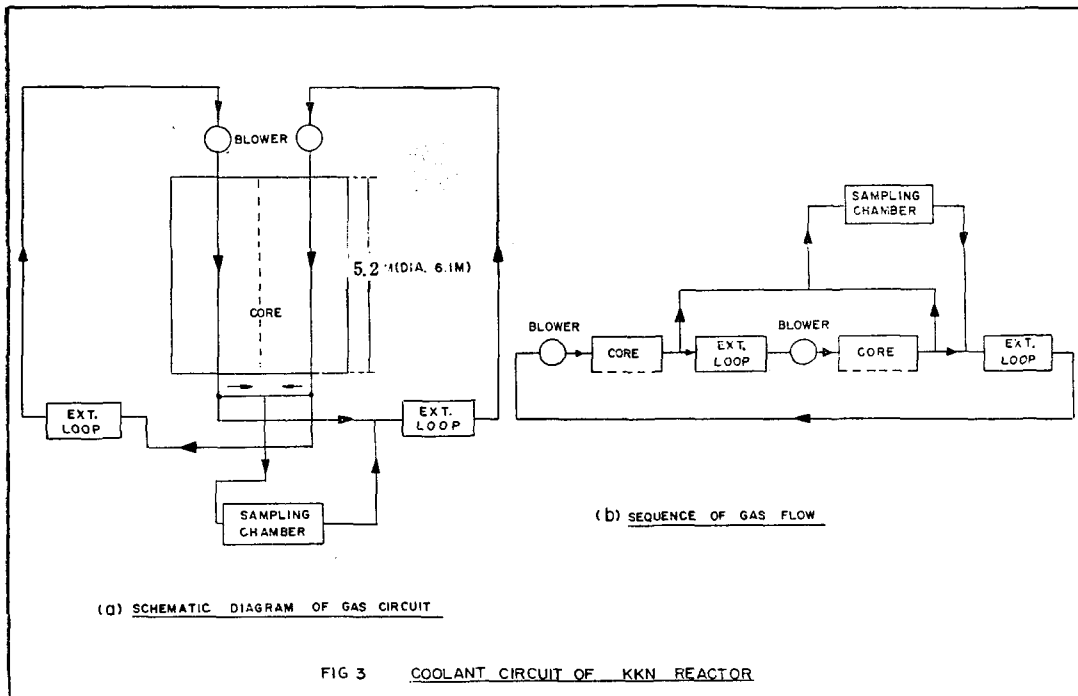 BLOWER
5.2 M(DIA. 6.1M)
CORE
EXT.
LOOP
EXT.
LOOP
SAMPLING
CHAMBER
(a) SCHEMATIC DIAGRAM OF GAS CIRCUIT
SAMPLING
CHAMBER
BLOWER
CORE
EXT.
LOOP
BLOWER
CORE
EXT.
LOOP
(b) SEQUENCE OF GAS FLOW
FIG 3 COOLANT CIRCUIT OF KKN REACTOR